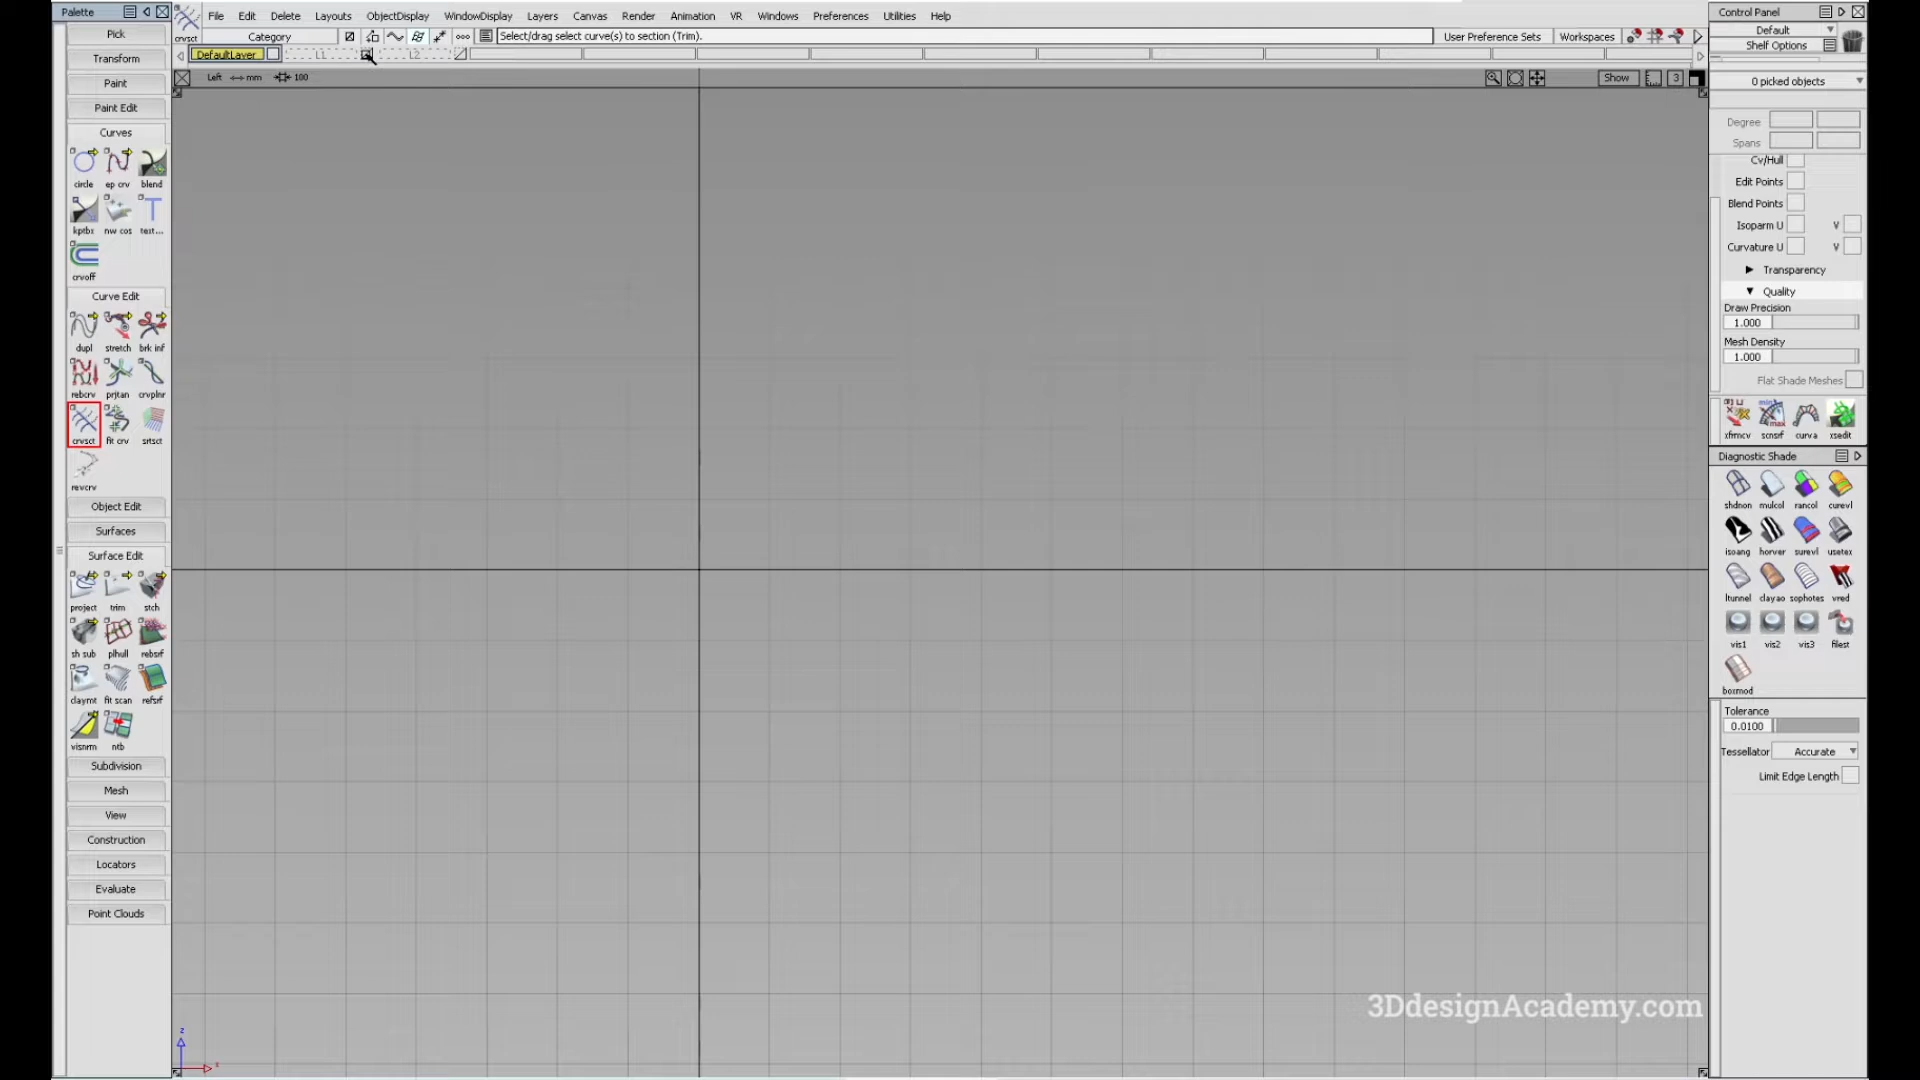 Palette
File Edit Delete Layouts ObjectDisplay WindowDisplay Layers Canvas Render Animation VR Windows Preferences Utilities Help
crvsct
Category
Select/drag select curve(s) to section (Trim).
User Preference Sets
Workspaces
DefaultLayer
L1
L2
Left mm 100
Show
3
Pick
Transform
Paint
Paint Edit
Curves
circle ep crv blend
kptbx nw cos text...
crvoff
Curve Edit
dupl stretch brk inf
rebcrv prjtan crvplnr
crvsct fit crv srtsct
revcrv
Object Edit
Surfaces
Surface Edit
project trim stch
sh sub plhull rebsrf
claymt fit scan refsrf
visnrm ntb
Subdivision
Mesh
View
Construction
Locators
Evaluate
Point Clouds
z
3DdesignAcademy.com
Control Panel
Default
Shelf Options
0 picked objects
Degree
Spans
Cv/Hull
Edit Points
Blend Points
Isoparm U V
Curvature U V
Transparency
Quality
Draw Precision
1.000
Mesh Density
1.000
Flat Shade Meshes
xfrmcv scnsrf curva xsedit
Diagnostic Shade
shdnon mulcol rancol curevl
isoang horver surevl usetex
ltunnel clayao sophotes vred
vis1 vis2 vis3 filest
boxmod
Tolerance
0.0100
Tessellator Accurate
Limit Edge Length